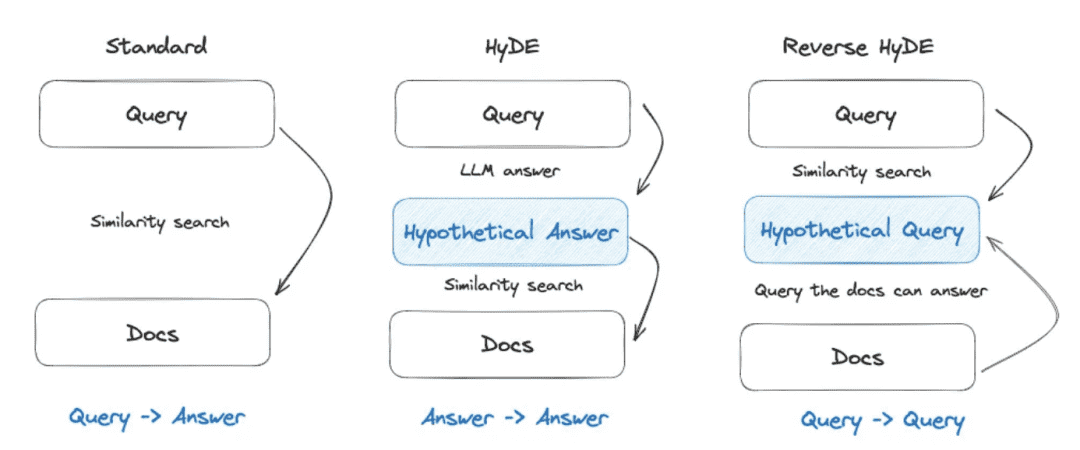 Standard
Query
Similarity search
Docs
Query -> Answer
HyDE
Query
LLM answer
Hypothetical Answer
Similarity search
Docs
Answer -> Answer
Reverse HyDE
Query
Similarity search
Hypothetical Query
Query the docs can answer
Docs
Query -> Query